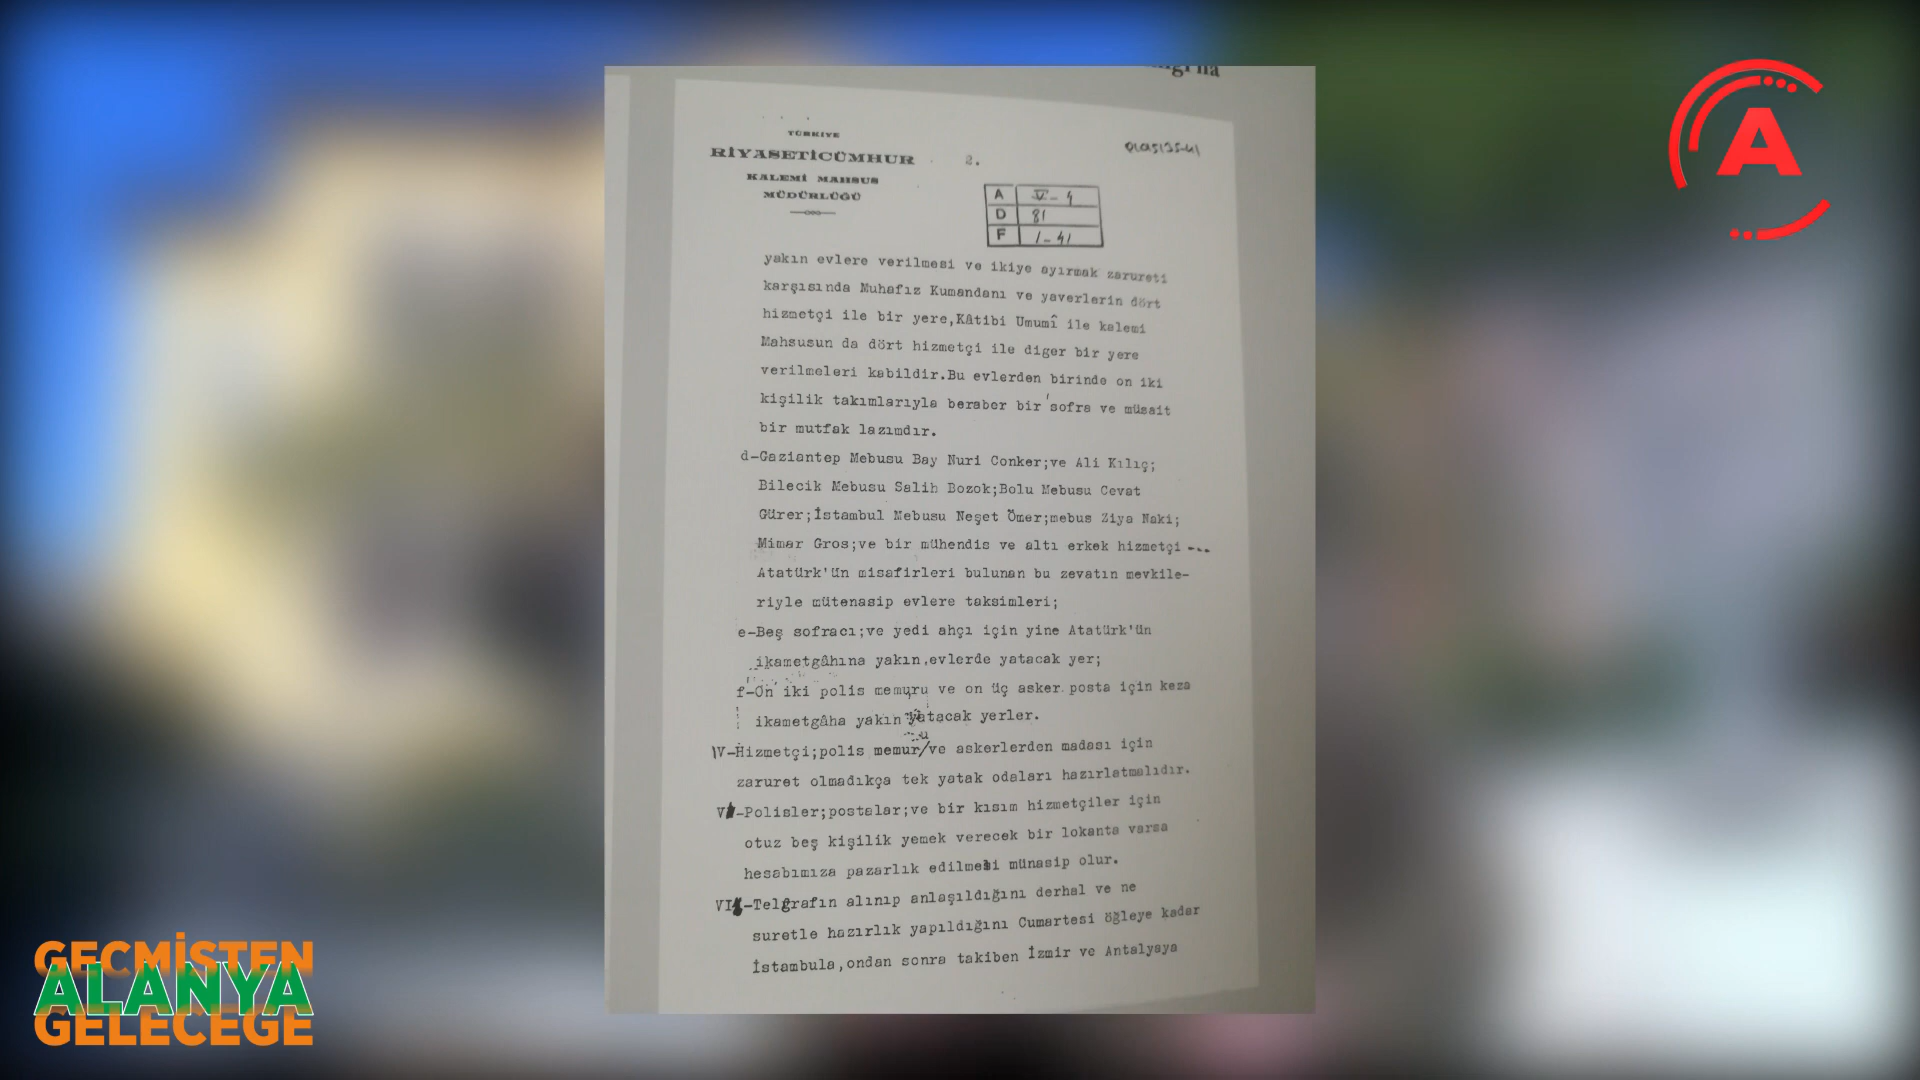 TÜRKİYE
RİYASETİCÜMHUR
KALEMİ MAHSUS
MÜDÜRLÜĞÜ
2.
A V-4
D 81
F 1-41
yakın evlere verilmesi ve ikiye ayırmak zarureti
karşısında Muhafız Kumandanı ve yaverlerin dört
hizmetçi ile bir yere,Kâtibi Umumî ile kalemi
Mahsusun da dört hizmetçi ile diger bir yere
verilmeleri kabildir.Bu evlerden birinde on iki
kişilik takımlarıyla beraber bir sofra ve müsait
bir mutfak lazımdır.
d-Gaziantep Mebusu Bay Nuri Conker;ve Ali Kılıç;
Bilecik Mebusu Salih Bozok;Bolu Mebusu Cevat
Gürer;İstambul Mebusu Neşet Ömer;mebus Ziya Naki;
Mimar Gros;ve bir mühendis ve altı erkek hizmetçi ---
Atatürk'ün misafirleri bulunan bu zevatın mevkile-
riyle mütenasip evlere taksimleri;
e-Beş sofracı;ve yedi ahçı için yine Atatürk'ün
ikametgâhına yakın evlerde yatacak yer;
f-On iki polis memuru ve on üç asker posta için keza
ikametgâha yakın yatacak yerler.
V-Hizmetçi;polis memuru ve askerlerden madası için
zaruret olmadıkça tek yatak odaları hazırlatmalıdır.
VI-Polisler;postalar;ve bir kısım hizmetçiler için
otuz beş kişilik yemek verecek bir lokanta varsa
hesabımıza pazarlık edilmesi münasip olur.
VII-Telgrafın alınıp anlaşıldığını derhal ve ne
suretle hazırlık yapıldığını Cumartesi öğleye kadar
İstambula,ondan sonra takiben İzmir ve Antalyaya
A
GEÇMİŞTEN
ALANYA
GELECEGE